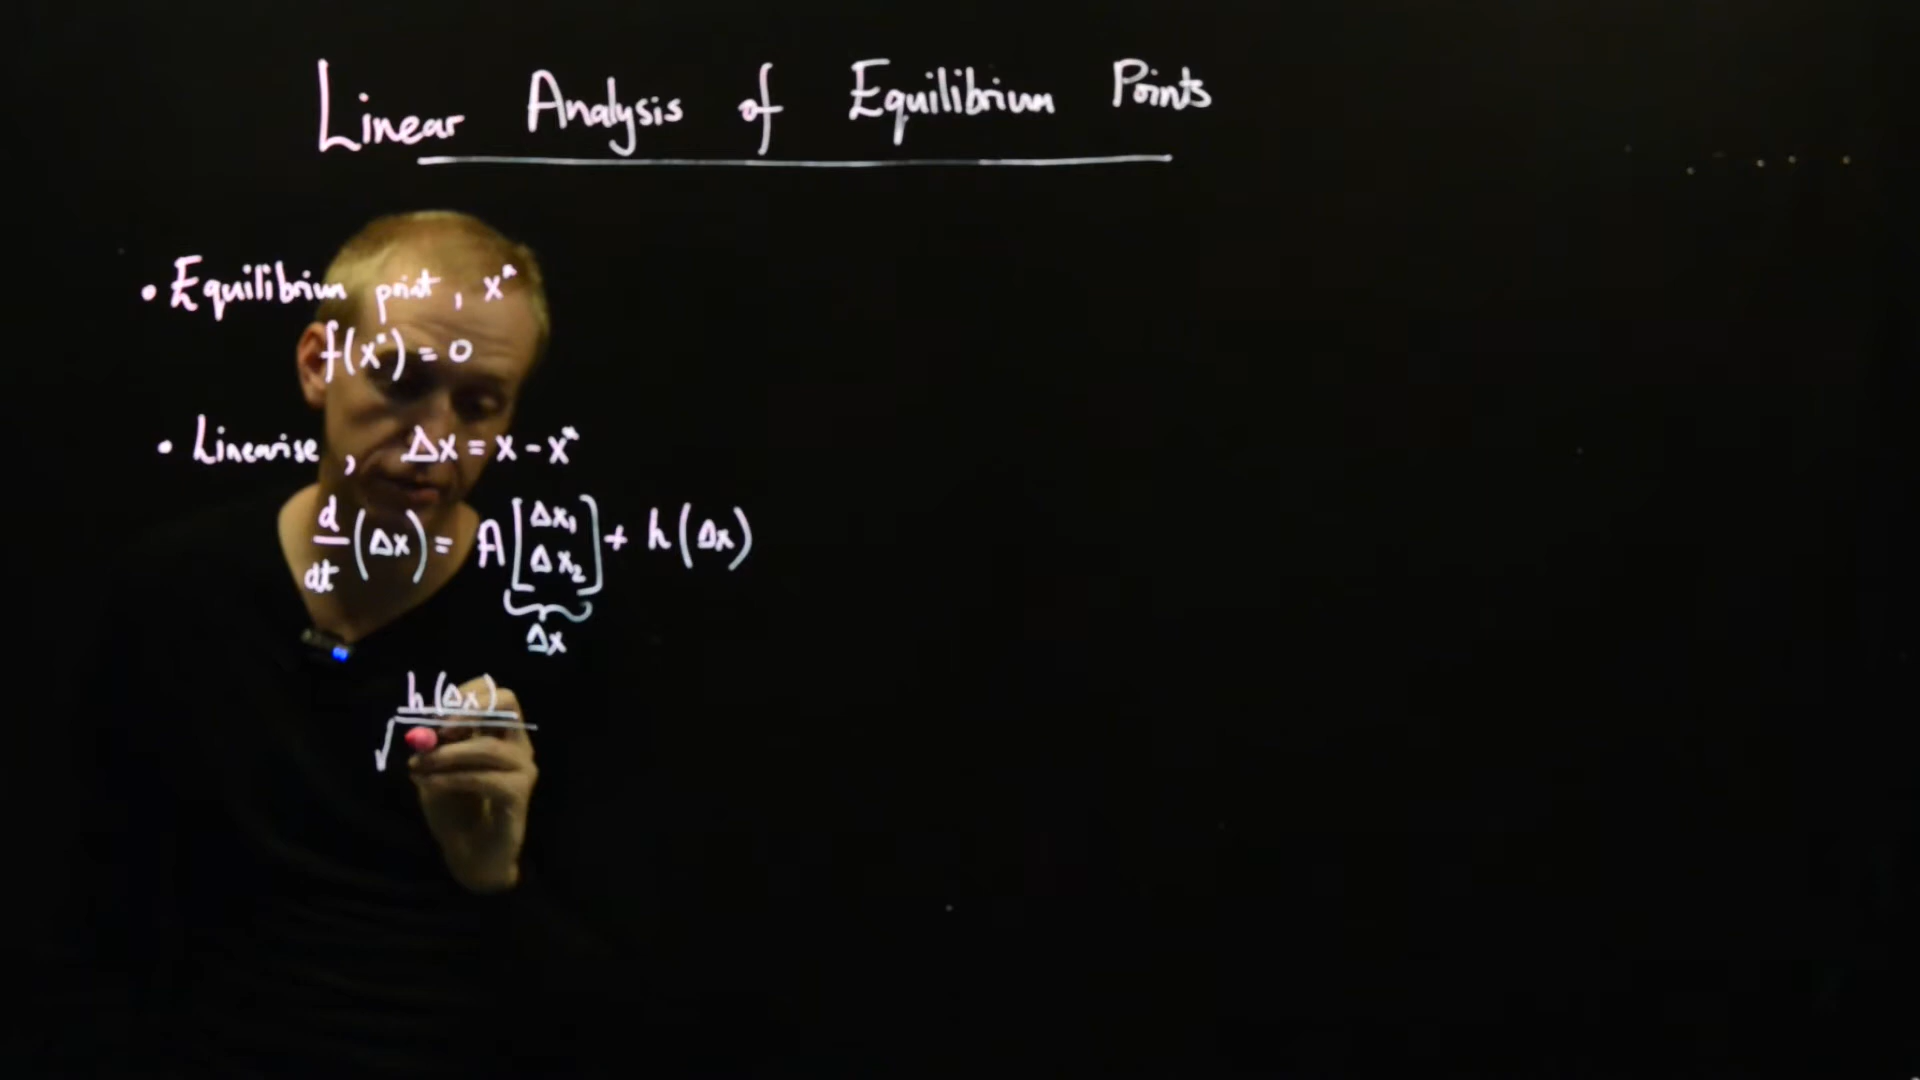 Linear Analysis of Equilibrium Points
• Equilibrium point, x*
f(x*) = 0
• Linearise, Δx = x - x*
d/dt (Δx) = A [Δx₁ Δx₂] + h(Δx)
Δx
h(Δx)
√